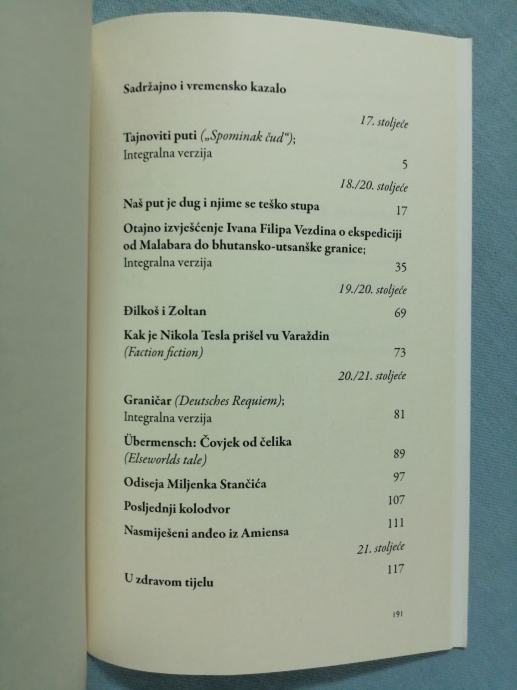 Sadržajno i vremensko kazalo
17. stoljeće
Tajnoviti puti („Spominak čud“);
Integralna verzija 5
18./20. stoljeće
Naš put je dug i njime se teško stupa 17
Otajno izvješćenje Ivana Filipa Vezdina o ekspediciji
od Malabara do bhutansko-utsanške granice;
Integralna verzija 35
19./20. stoljeće
Đilkoš i Zoltan 69
Kak je Nikola Tesla prišel vu Varaždin
(Faction fiction) 73
20./21. stoljeće
Graničar (Deutsches Requiem);
Integralna verzija 81
Übermensch: Čovjek od čelika
(Elseworlds tale) 89
Odiseja Miljenka Stančića 97
Posljednji kolodvor 107
Nasmiješeni anđeo iz Amiensa 111
21. stoljeće
U zdravom tijelu 117
191